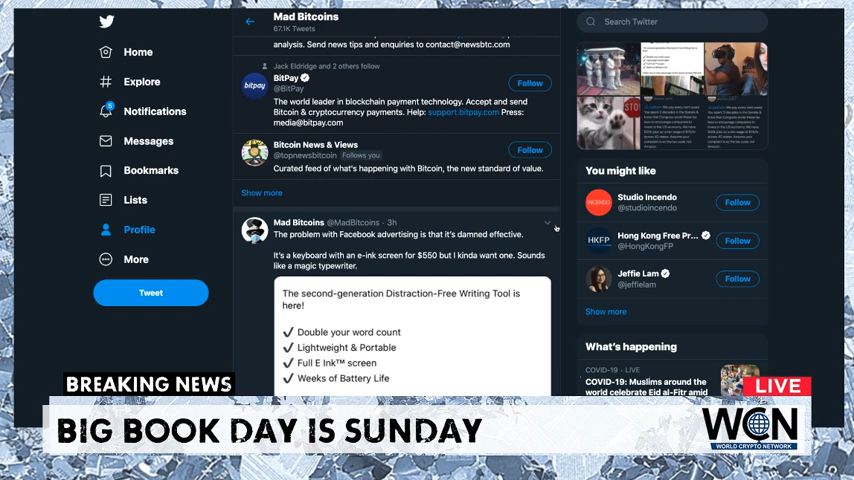 Home
Explore
6
Notifications
Messages
Bookmarks
Lists
Profile
More
Tweet
Mad Bitcoins
67.1K Tweets
analysis. Send news tips and enquiries to contact@newsbtc.com
Jack Eldridge and 2 others follow
bitpay
BitPay
@BitPay
Follow
The world leader in blockchain payment technology. Accept and send
Bitcoin & cryptocurrency payments. Help: support.bitpay.com Press:
media@bitpay.com
Bitcoin News & Views
@topnewsbitcoin Follows you
Follow
Curated feed of what's happening with Bitcoin, the new standard of value.
Show more
Mad Bitcoins @MadBitcoins · 3h
The problem with Facebook advertising is that it's damned effective.
It's a keyboard with an e-ink screen for $550 but I kinda want one. Sounds
like a magic typewriter.
The second-generation Distraction-Free Writing Tool is
here!
✓ Double your word count
✓ Lightweight & Portable
✓ Full E Ink™ screen
✓ Weeks of Battery Life
Search Twitter
STOP
You might like
INCENDO
Studio Incendo
@studioincendo
Follow
HKFP
Hong Kong Free Pr...
@HongKongFP
Follow
Jeffie Lam
@jeffielam
Follow
Show more
What's happening
COVID-19 · LIVE
COVID-19: Muslims around the
world celebrate Eid al-Fitr amid
BREAKING NEWS
LIVE
BIG BOOK DAY IS SUNDAY
WCN
WORLD CRYPTO NETWORK